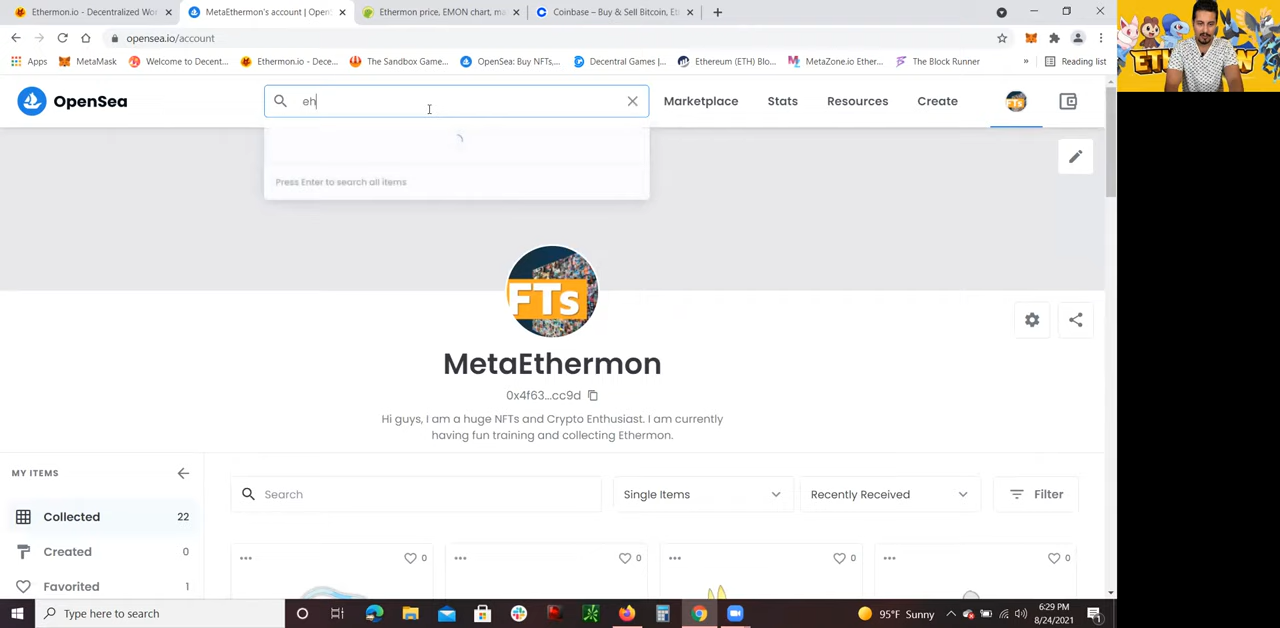 Ethermon.io - Decentralized Wor
MetaEthermon's account | Open
Ethermon price, EMON chart, ma
Coinbase – Buy & Sell Bitcoin, Et
opensea.io/account
Apps
MetaMask
Welcome to Decent...
Ethermon.io - Dece...
The Sandbox Game...
OpenSea: Buy NFTs,...
Decentral Games |...
Ethereum (ETH) Blo...
MetaZone.io Ether...
The Block Runner
»
Reading list
OpenSea
eh
Marketplace
Stats
Resources
Create
FTs
Press Enter to search all items
FTs
MetaEthermon
0x4f63...cc9d
Hi guys, I am a huge NFTs and Crypto Enthusiast. I am currently
having fun training and collecting Ethermon.
MY ITEMS
Collected
22
Created
0
Favorited
1
Search
Single Items
Recently Received
Filter
0
0
0
0
Type here to search
95°F Sunny
6:29 PM
8/24/2021
1